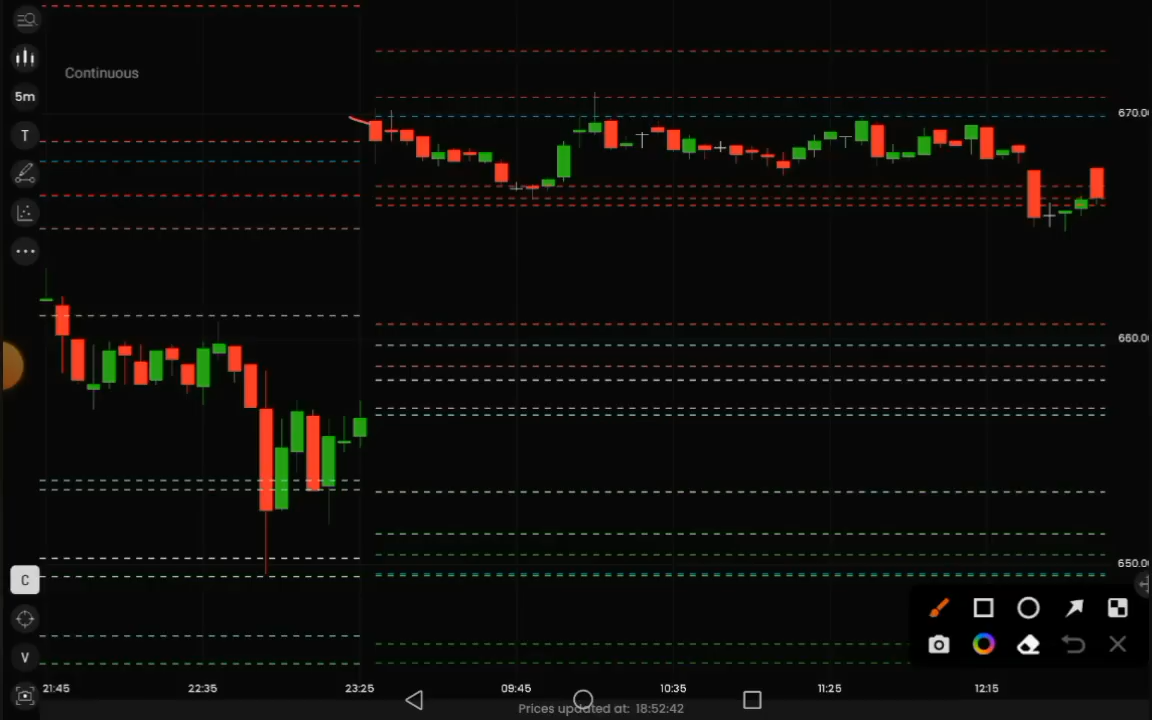 Continuous
5m
T
670.0
660.0
650.0
C
V
21:45 22:35 23:25 09:45 10:35 11:25 12:15
Prices updated at: 18:52:42